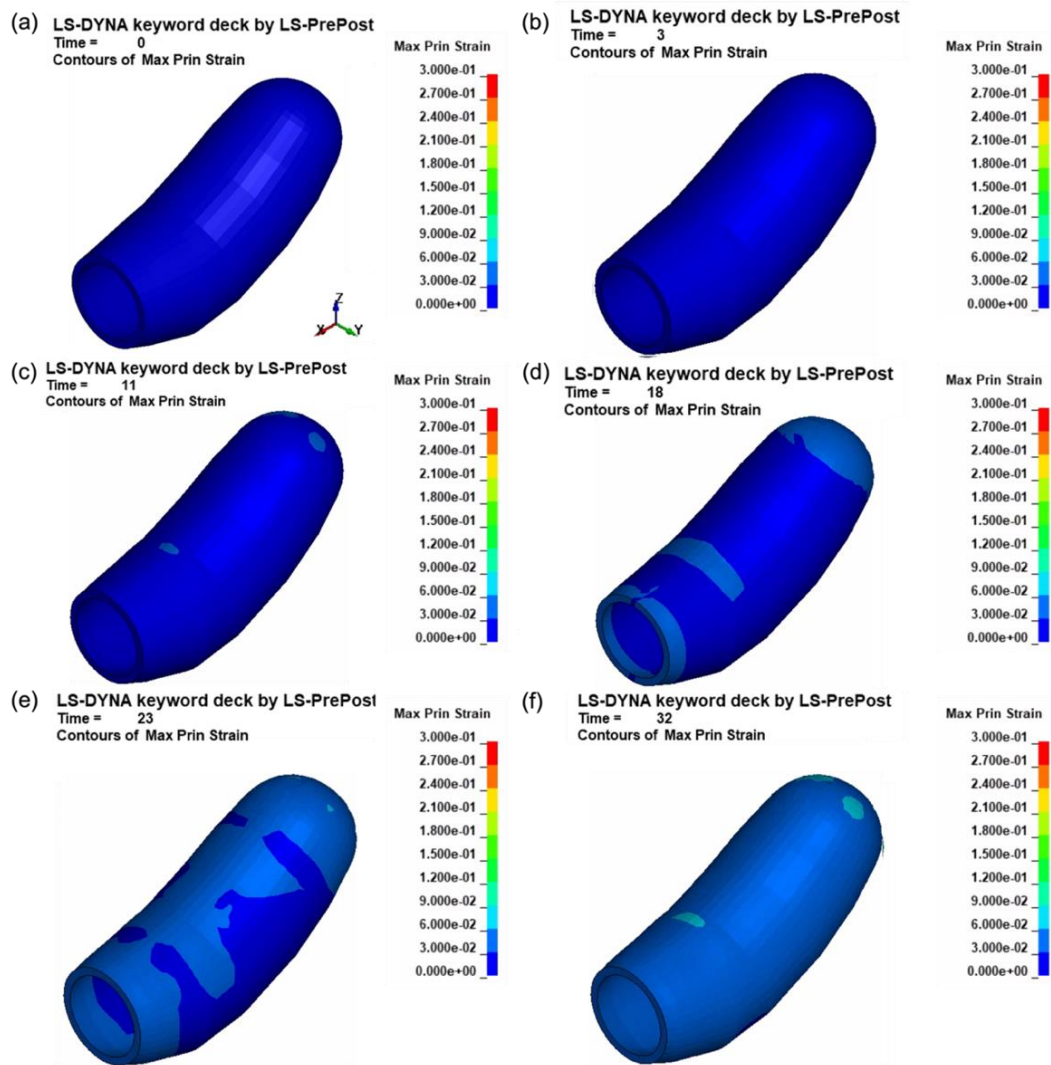 (a)
LS-DYNA keyword deck by LS-PrePost
Time = 0
Contours of Max Prin Strain
Max Prin Strain
3.000e-01
2.700e-01
2.400e-01
2.100e-01
1.800e-01
1.500e-01
1.200e-01
9.000e-02
6.000e-02
3.000e-02
0.000e+00
Z
X
Y
(b)
LS-DYNA keyword deck by LS-PrePost
Time = 3
Contours of Max Prin Strain
Max Prin Strain
3.000e-01
2.700e-01
2.400e-01
2.100e-01
1.800e-01
1.500e-01
1.200e-01
9.000e-02
6.000e-02
3.000e-02
0.000e+00
(c)
LS-DYNA keyword deck by LS-PrePost
Time = 11
Contours of Max Prin Strain
Max Prin Strain
3.000e-01
2.700e-01
2.400e-01
2.100e-01
1.800e-01
1.500e-01
1.200e-01
9.000e-02
6.000e-02
3.000e-02
0.000e+00
(d)
LS-DYNA keyword deck by LS-PrePost
Time = 18
Contours of Max Prin Strain
Max Prin Strain
3.000e-01
2.700e-01
2.400e-01
2.100e-01
1.800e-01
1.500e-01
1.200e-01
9.000e-02
6.000e-02
3.000e-02
0.000e+00
(e)
LS-DYNA keyword deck by LS-PrePost
Time = 23
Contours of Max Prin Strain
Max Prin Strain
3.000e-01
2.700e-01
2.400e-01
2.100e-01
1.800e-01
1.500e-01
1.200e-01
9.000e-02
6.000e-02
3.000e-02
0.000e+00
(f)
LS-DYNA keyword deck by LS-PrePost
Time = 32
Contours of Max Prin Strain
Max Prin Strain
3.000e-01
2.700e-01
2.400e-01
2.100e-01
1.800e-01
1.500e-01
1.200e-01
9.000e-02
6.000e-02
3.000e-02
0.000e+00